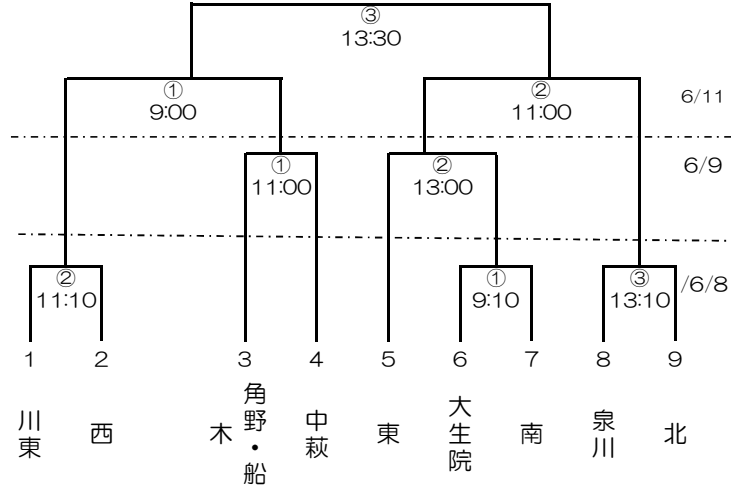 ③
13:30
①
9:00
②
11:00
6/11
①
11:00
②
13:00
6/9
②
11:10
①
9:10
③
13:10
/6/8
1 2 3 4 5 6 7 8 9
川東
西
角野・船
木
中萩
東
大生院
南
泉川
北